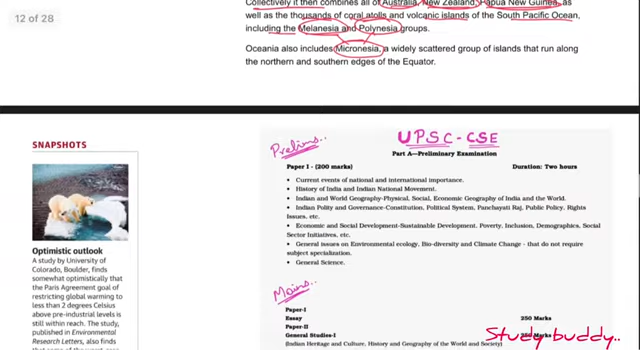 12 of 28
Collectively it then combines all of Australia, New Zealand, Papua New Guinea, as
well as the thousands of coral atolls and volcanic islands of the South Pacific Ocean,
including the Melanesia and Polynesia groups.
Oceania also includes Micronesia, a widely scattered group of islands that run along
the northern and southern edges of the Equator.
SNAPSHOTS
Optimistic outlook
A study by University of
Colorado, Boulder, finds
somewhat optimistically that
the Paris Agreement goal of
restricting global warming to
less than 2 degrees Celsius
above pre-industrial levels is
still within reach. The study,
published in Environmental
Research Letters, also finds
Prelims..
UPSC-CSE
Part A—Preliminary Examination
Paper I - (200 marks) Duration: Two hours
• Current events of national and international importance.
• History of India and Indian National Movement.
• Indian and World Geography-Physical, Social, Economic Geography of India and the World.
• Indian Polity and Governance-Constitution, Political System, Panchayati Raj, Public Policy, Rights
Issues, etc.
• Economic and Social Development-Sustainable Development, Poverty, Inclusion, Demographics, Social
Sector Initiatives, etc.
• General issues on Environmental ecology, Bio-diversity and Climate Change - that do not require
subject specialization.
• General Science.
Mains..
Paper-I
Essay 250 Marks
Paper-II
General Studies-I 250 Marks
(Indian Heritage and Culture, History and Geography of the World and Society)
Study buddy..